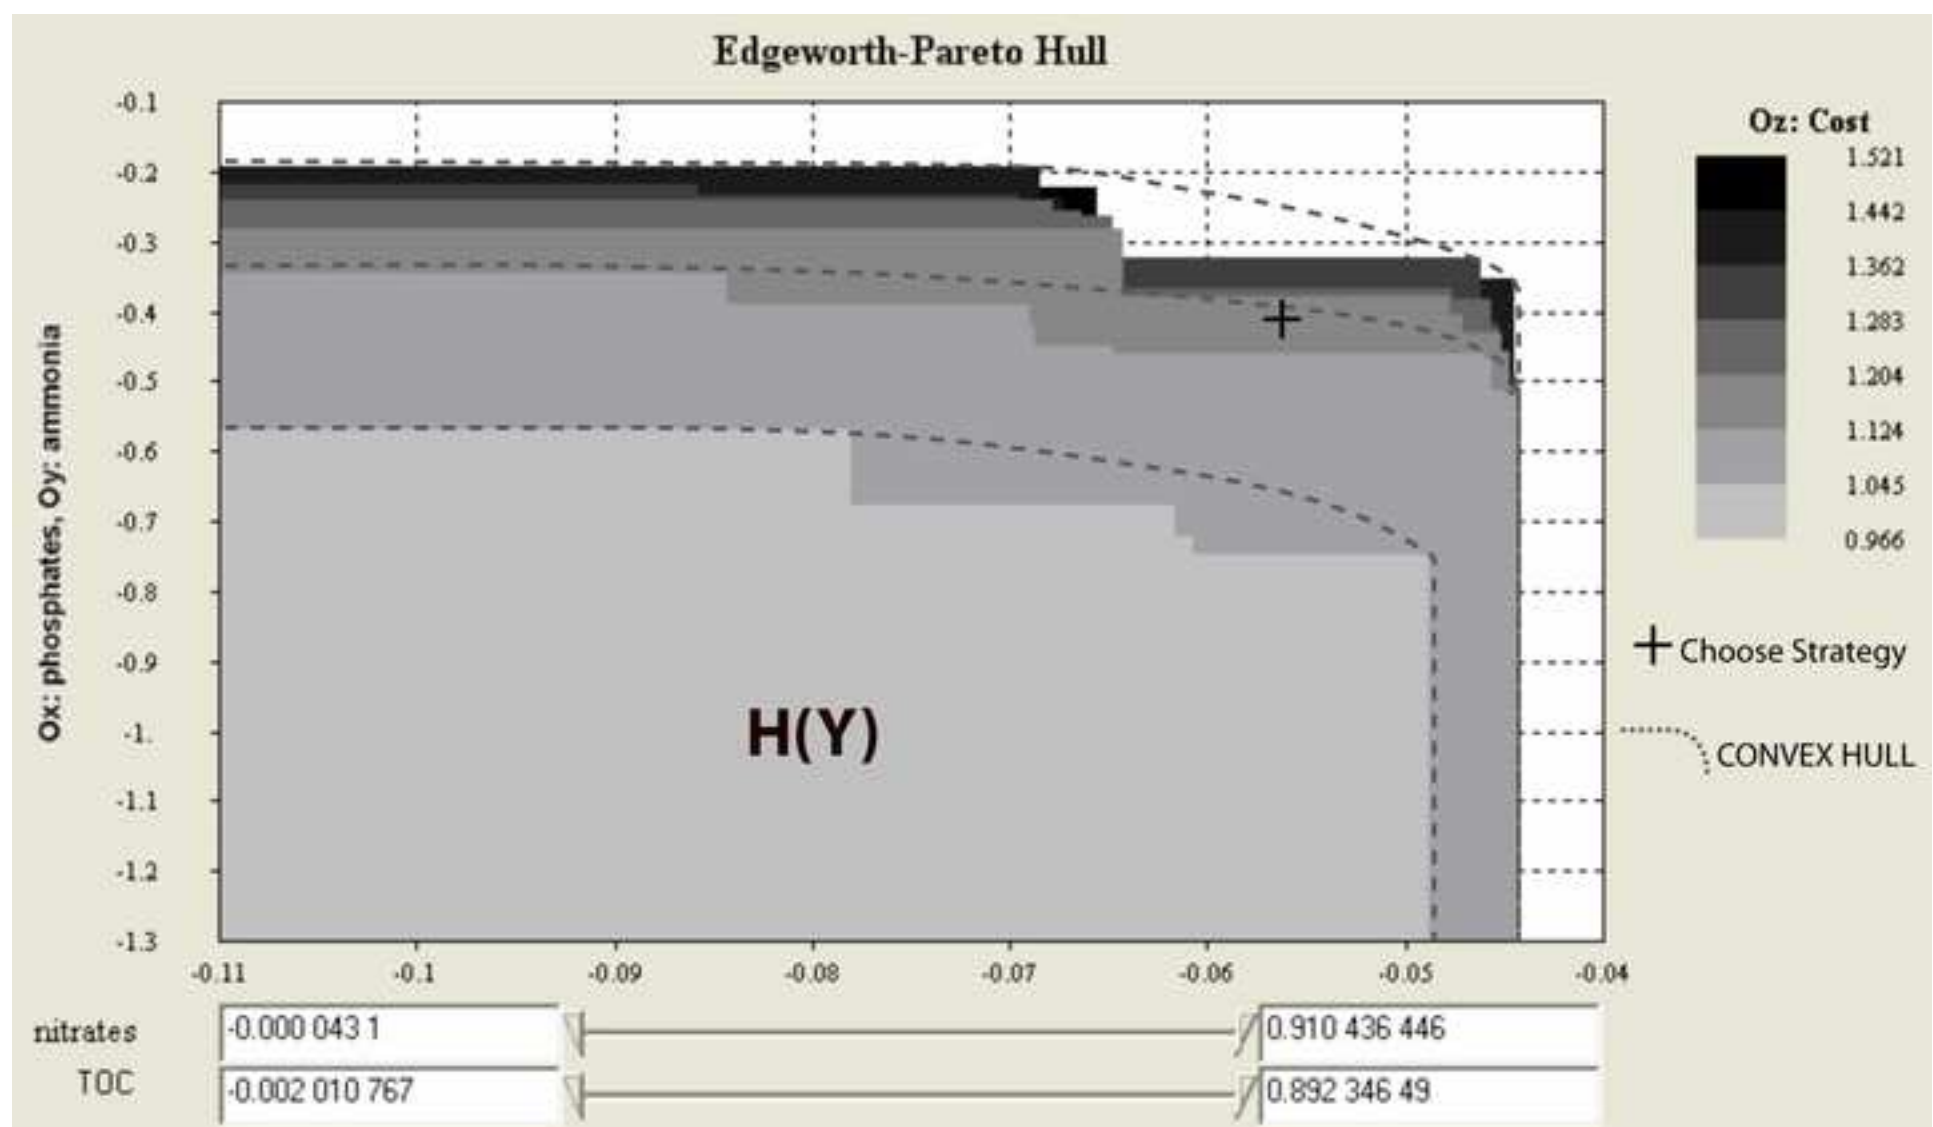 Edgeworth-Pareto Hull
Ox: phosphates, Oy: ammonia
-0.1
-0.2
-0.3
-0.4
-0.5
-0.6
-0.7
-0.8
-0.9
-1.
-1.1
-1.2
-1.3
-0.11 -0.1 -0.09 -0.08 -0.07 -0.06 -0.05 -0.04
H(Y)
Oz: Cost
1.521
1.442
1.362
1.283
1.204
1.124
1.045
0.966
Choose Strategy
CONVEX HULL
nitrates -0.000 043 1 0.910 436 446
TOC -0.002 010 767 0.892 346 49